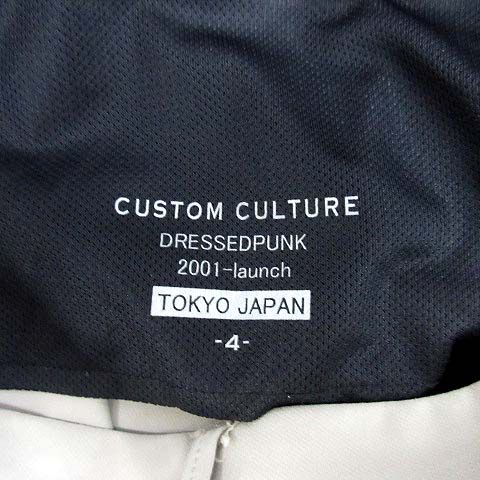 CUSTOM CULTURE
DRESSEDPUNK
2001-launch
TOKYO JAPAN
-4-